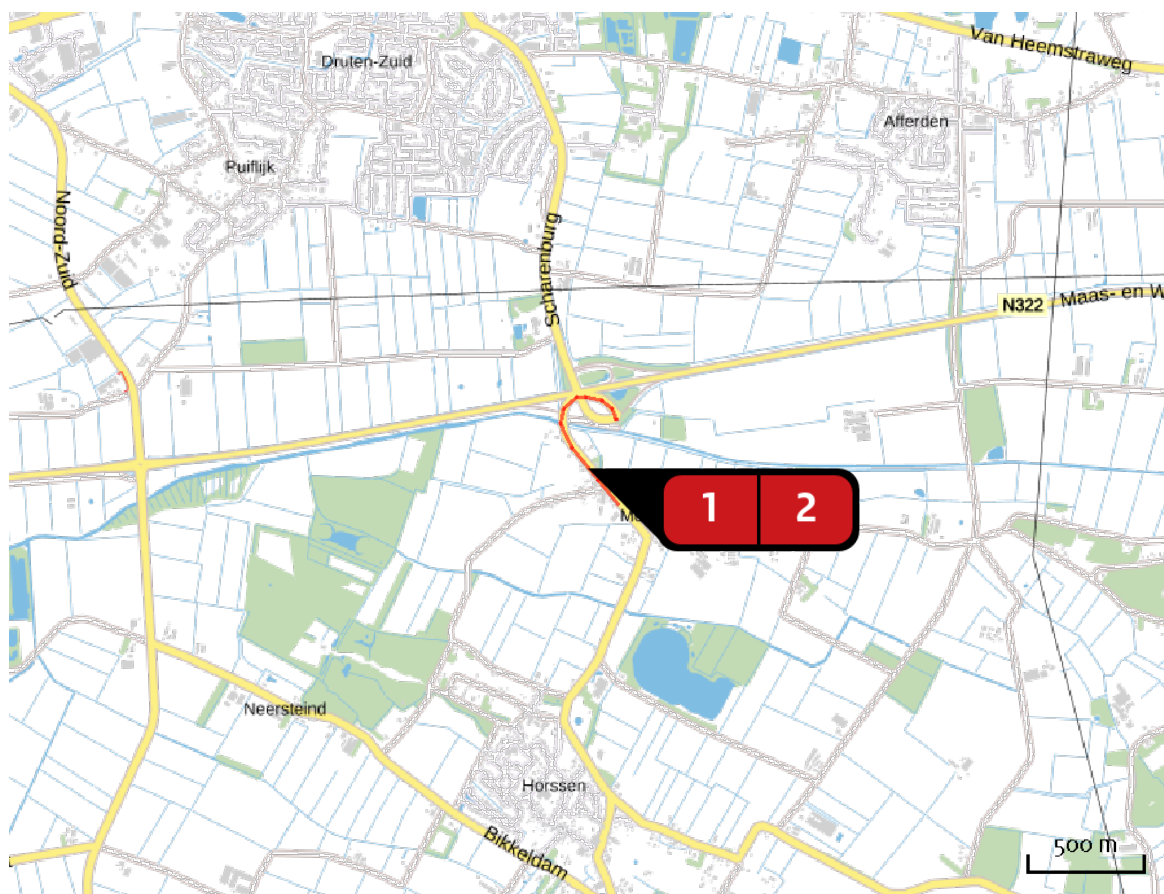 Van Heemstraweg
Druten-Zuid
Afferden
Puiflijk
Noord-Zuid
Scharenburg
N322
Maas- en W
1
2
Neersteind
Horssen
Bikkeldam
500 m